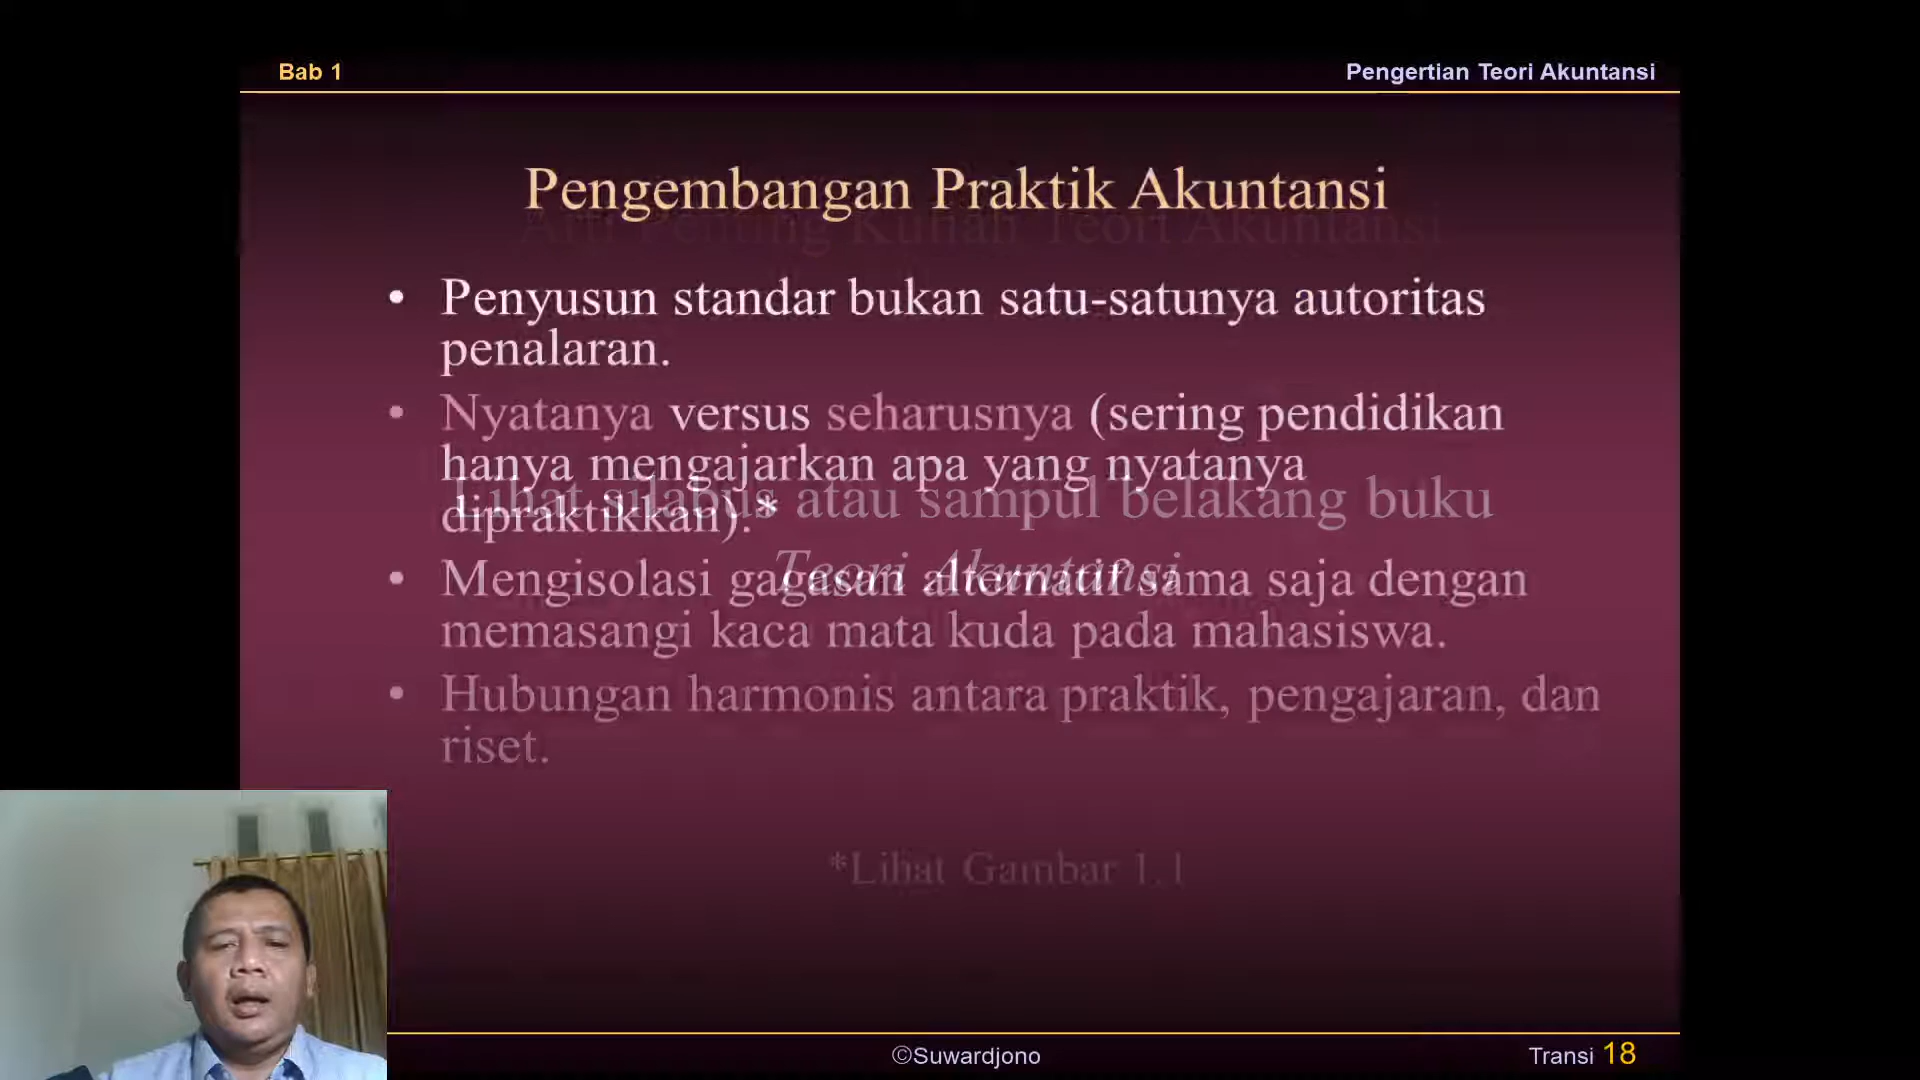 Bab 1
Pengertian Teori Akuntansi
Pengembangan Praktik Akuntansi
Arti Penting Kuliah Teori Akuntansi
• Penyusun standar bukan satu-satunya autoritas
penalaran.
• Nyatanya versus seharusnya (sering pendidikan
hanya mengajarkan apa yang nyatanya
dipraktikkan).*
Lihat silabus atau sampul belakang buku
Teori Akuntansi
• Mengisolasi gagasan alternatif sama saja dengan
memasangi kaca mata kuda pada mahasiswa.
• Hubungan harmonis antara praktik, pengajaran, dan
riset.
*Lihat Gambar 1.1
©Suwardjono
Transi 18